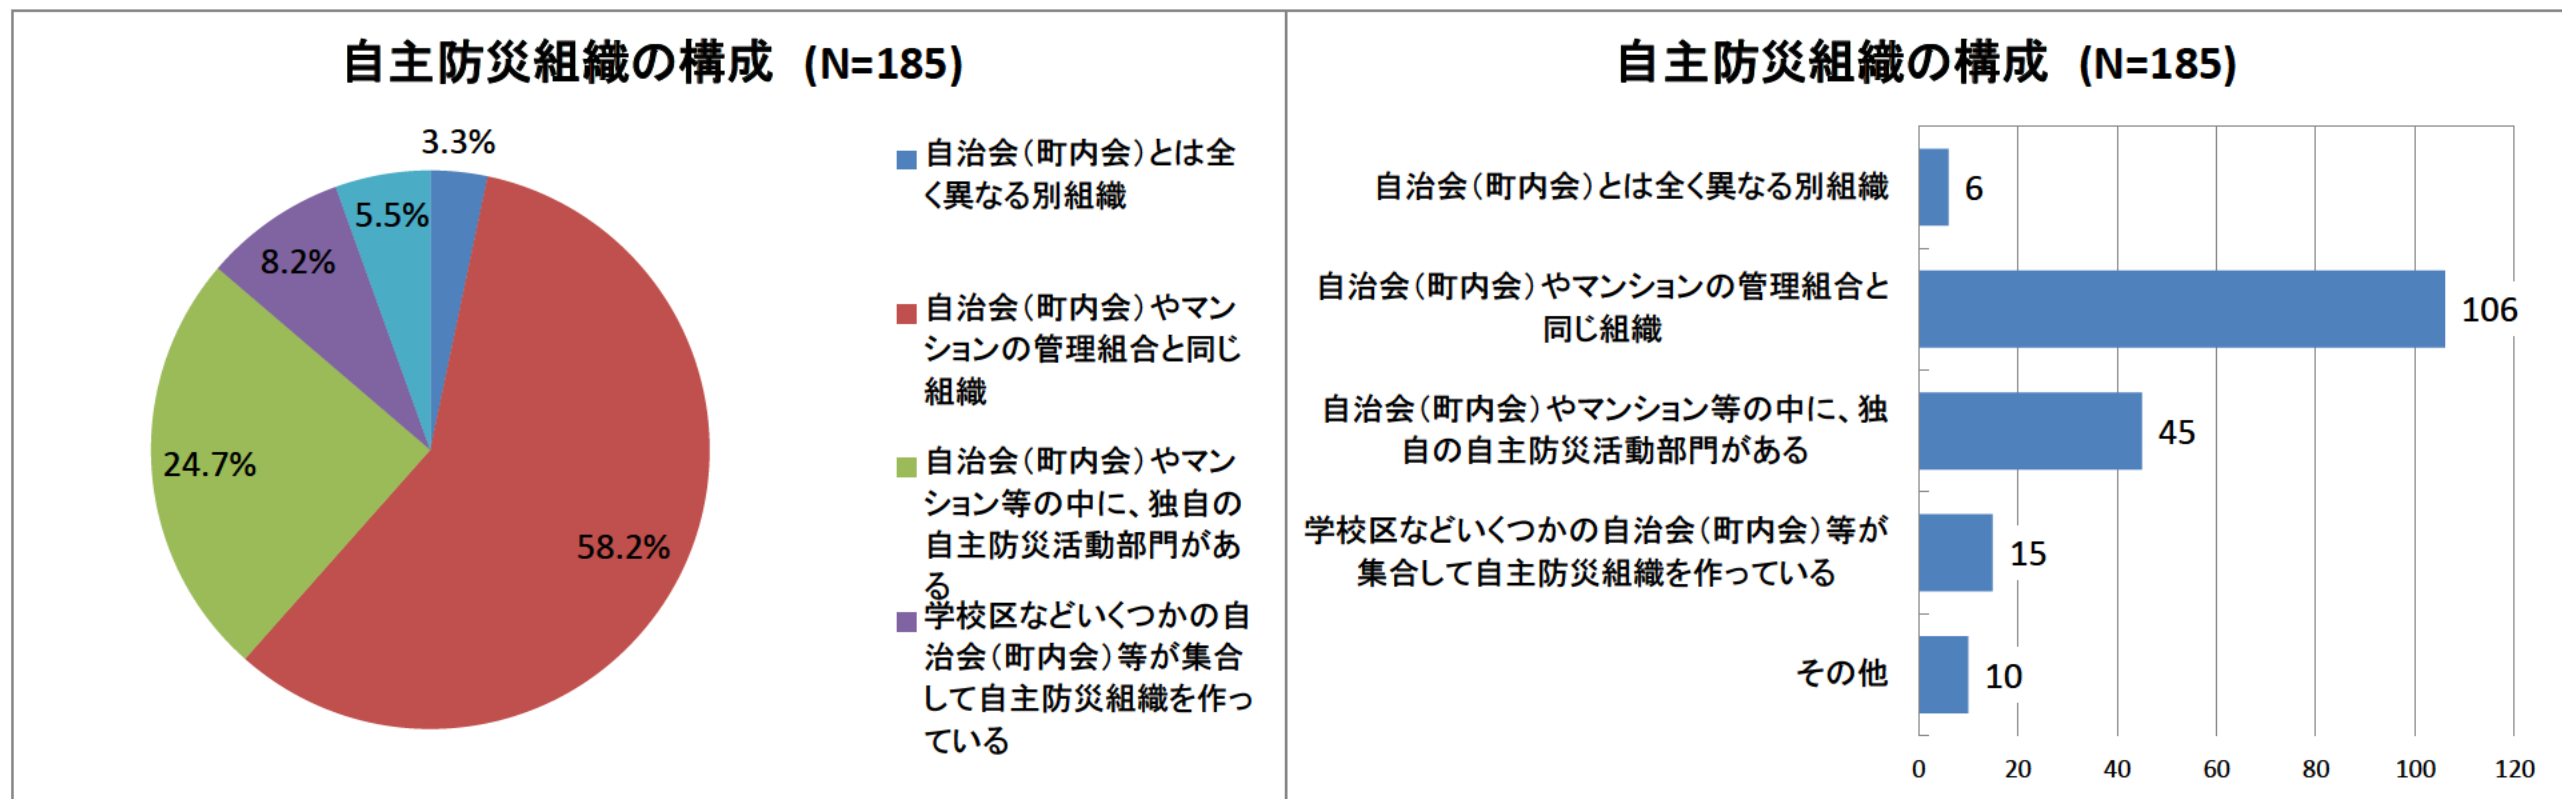 自主防災組織の構成 (N=185)
3.3%
5.5%
8.2%
24.7%
58.2%
自治会(町内会)とは全
く異なる別組織
自治会(町内会)やマン
ションの管理組合と同じ
組織
自治会(町内会)やマン
ション等の中に、独自の
自主防災活動部門があ
る
学校区などいくつかの自
治会(町内会)等が集合
して自主防災組織を作っ
ている
自主防災組織の構成 (N=185)
自治会(町内会)とは全く異なる別組織
6
自治会(町内会)やマンションの管理組合と
同じ組織
106
自治会(町内会)やマンション等の中に、独
自の自主防災活動部門がある
45
学校区などいくつかの自治会(町内会)等が
集合して自主防災組織を作っている
15
その他
10
0 20 40 60 80 100 120